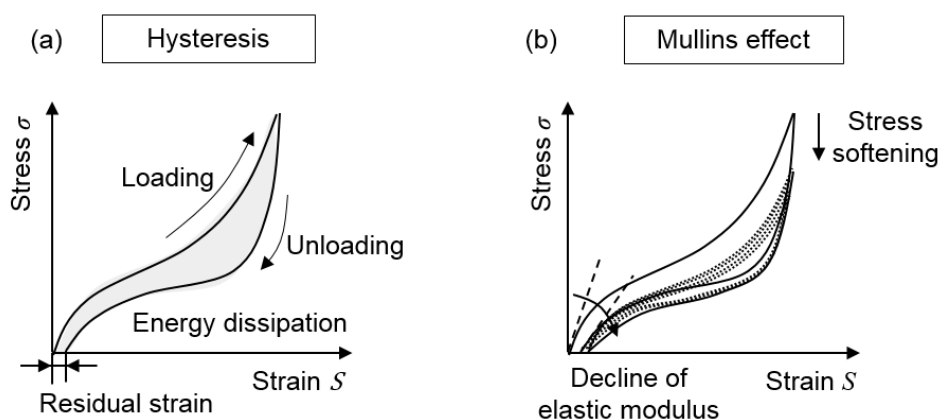 (a)
Hysteresis
Stress σ
Loading
Unloading
Energy dissipation
Strain S
Residual strain
(b)
Mullins effect
Stress σ
Stress
softening
Strain S
Decline of
elastic modulus